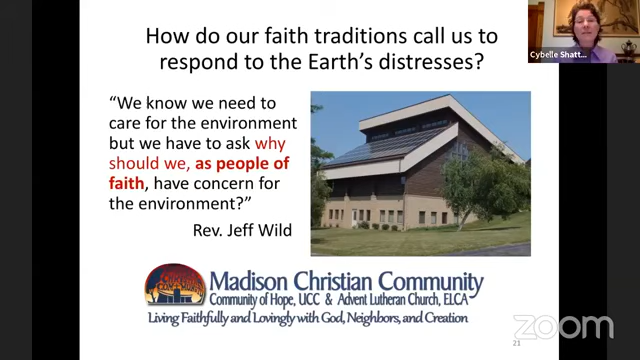 How do our faith traditions call us to
respond to the Earth's distresses?
Cybelle Shatt...
"We know we need to
care for the environment
but we have to ask why
should we, as people of
faith, have concern for
the environment?"
Rev. Jeff Wild
Madison Christian Community
Community of Hope, UCC & Advent Lutheran Church, ELCA
Living Faithfully and Lovingly with God, Neighbors, and Creation
zoom
21